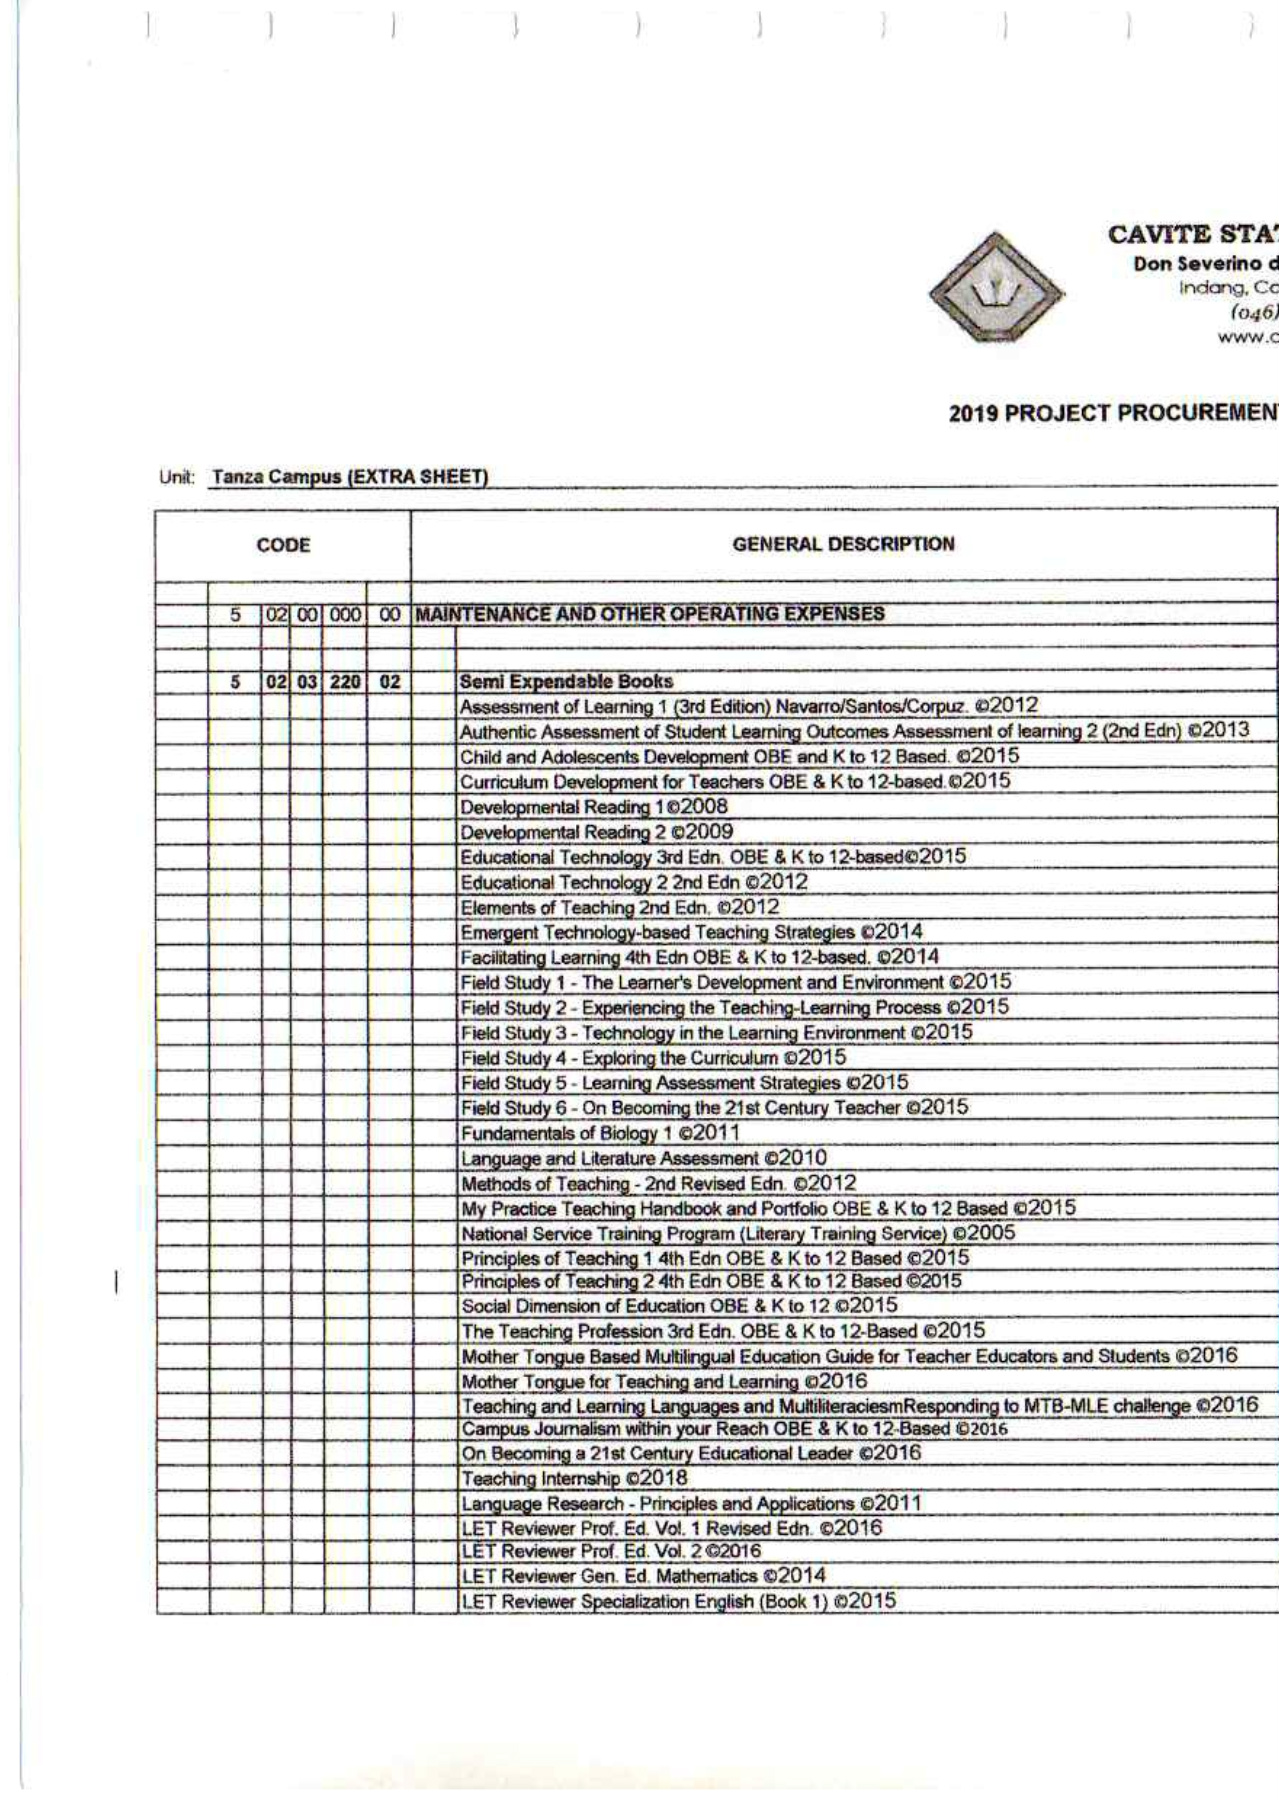 CAVITE STAT
Don Severino d
Indang, Ca
(046)
www.c
2019 PROJECT PROCUREMENT
Unit: Tanza Campus (EXTRA SHEET)
CODE GENERAL DESCRIPTION
5 02 00 000 00 MAINTENANCE AND OTHER OPERATING EXPENSES
5 02 03 220 02 Semi Expendable Books
Assessment of Learning 1 (3rd Edition) Navarro/Santos/Corpuz. ©2012
Authentic Assessment of Student Learning Outcomes Assessment of learning 2 (2nd Edn) ©2013
Child and Adolescents Development OBE and K to 12 Based. ©2015
Curriculum Development for Teachers OBE & K to 12-based.©2015
Developmental Reading 1©2008
Developmental Reading 2 ©2009
Educational Technology 3rd Edn. OBE & K to 12-based©2015
Educational Technology 2 2nd Edn ©2012
Elements of Teaching 2nd Edn. ©2012
Emergent Technology-based Teaching Strategies ©2014
Facilitating Learning 4th Edn OBE & K to 12-based. ©2014
Field Study 1 - The Learner's Development and Environment ©2015
Field Study 2 - Experiencing the Teaching-Learning Process ©2015
Field Study 3 - Technology in the Learning Environment ©2015
Field Study 4 - Exploring the Curriculum ©2015
Field Study 5 - Learning Assessment Strategies ©2015
Field Study 6 - On Becoming the 21st Century Teacher ©2015
Fundamentals of Biology 1 ©2011
Language and Literature Assessment ©2010
Methods of Teaching - 2nd Revised Edn. ©2012
My Practice Teaching Handbook and Portfolio OBE & K to 12 Based ©2015
National Service Training Program (Literary Training Service) ©2005
Principles of Teaching 1 4th Edn OBE & K to 12 Based ©2015
Principles of Teaching 2 4th Edn OBE & K to 12 Based ©2015
Social Dimension of Education OBE & K to 12 ©2015
The Teaching Profession 3rd Edn. OBE & K to 12-Based ©2015
Mother Tongue Based Multilingual Education Guide for Teacher Educators and Students ©2016
Mother Tongue for Teaching and Learning ©2016
Teaching and Learning Languages and MultiliteraciesmResponding to MTB-MLE challenge ©2016
Campus Journalism within your Reach OBE & K to 12-Based ©2016
On Becoming a 21st Century Educational Leader ©2016
Teaching Internship ©2018
Language Research - Principles and Applications ©2011
LET Reviewer Prof. Ed. Vol. 1 Revised Edn. ©2016
LET Reviewer Prof. Ed. Vol. 2 ©2016
LET Reviewer Gen. Ed. Mathematics ©2014
LET Reviewer Specialization English (Book 1) ©2015